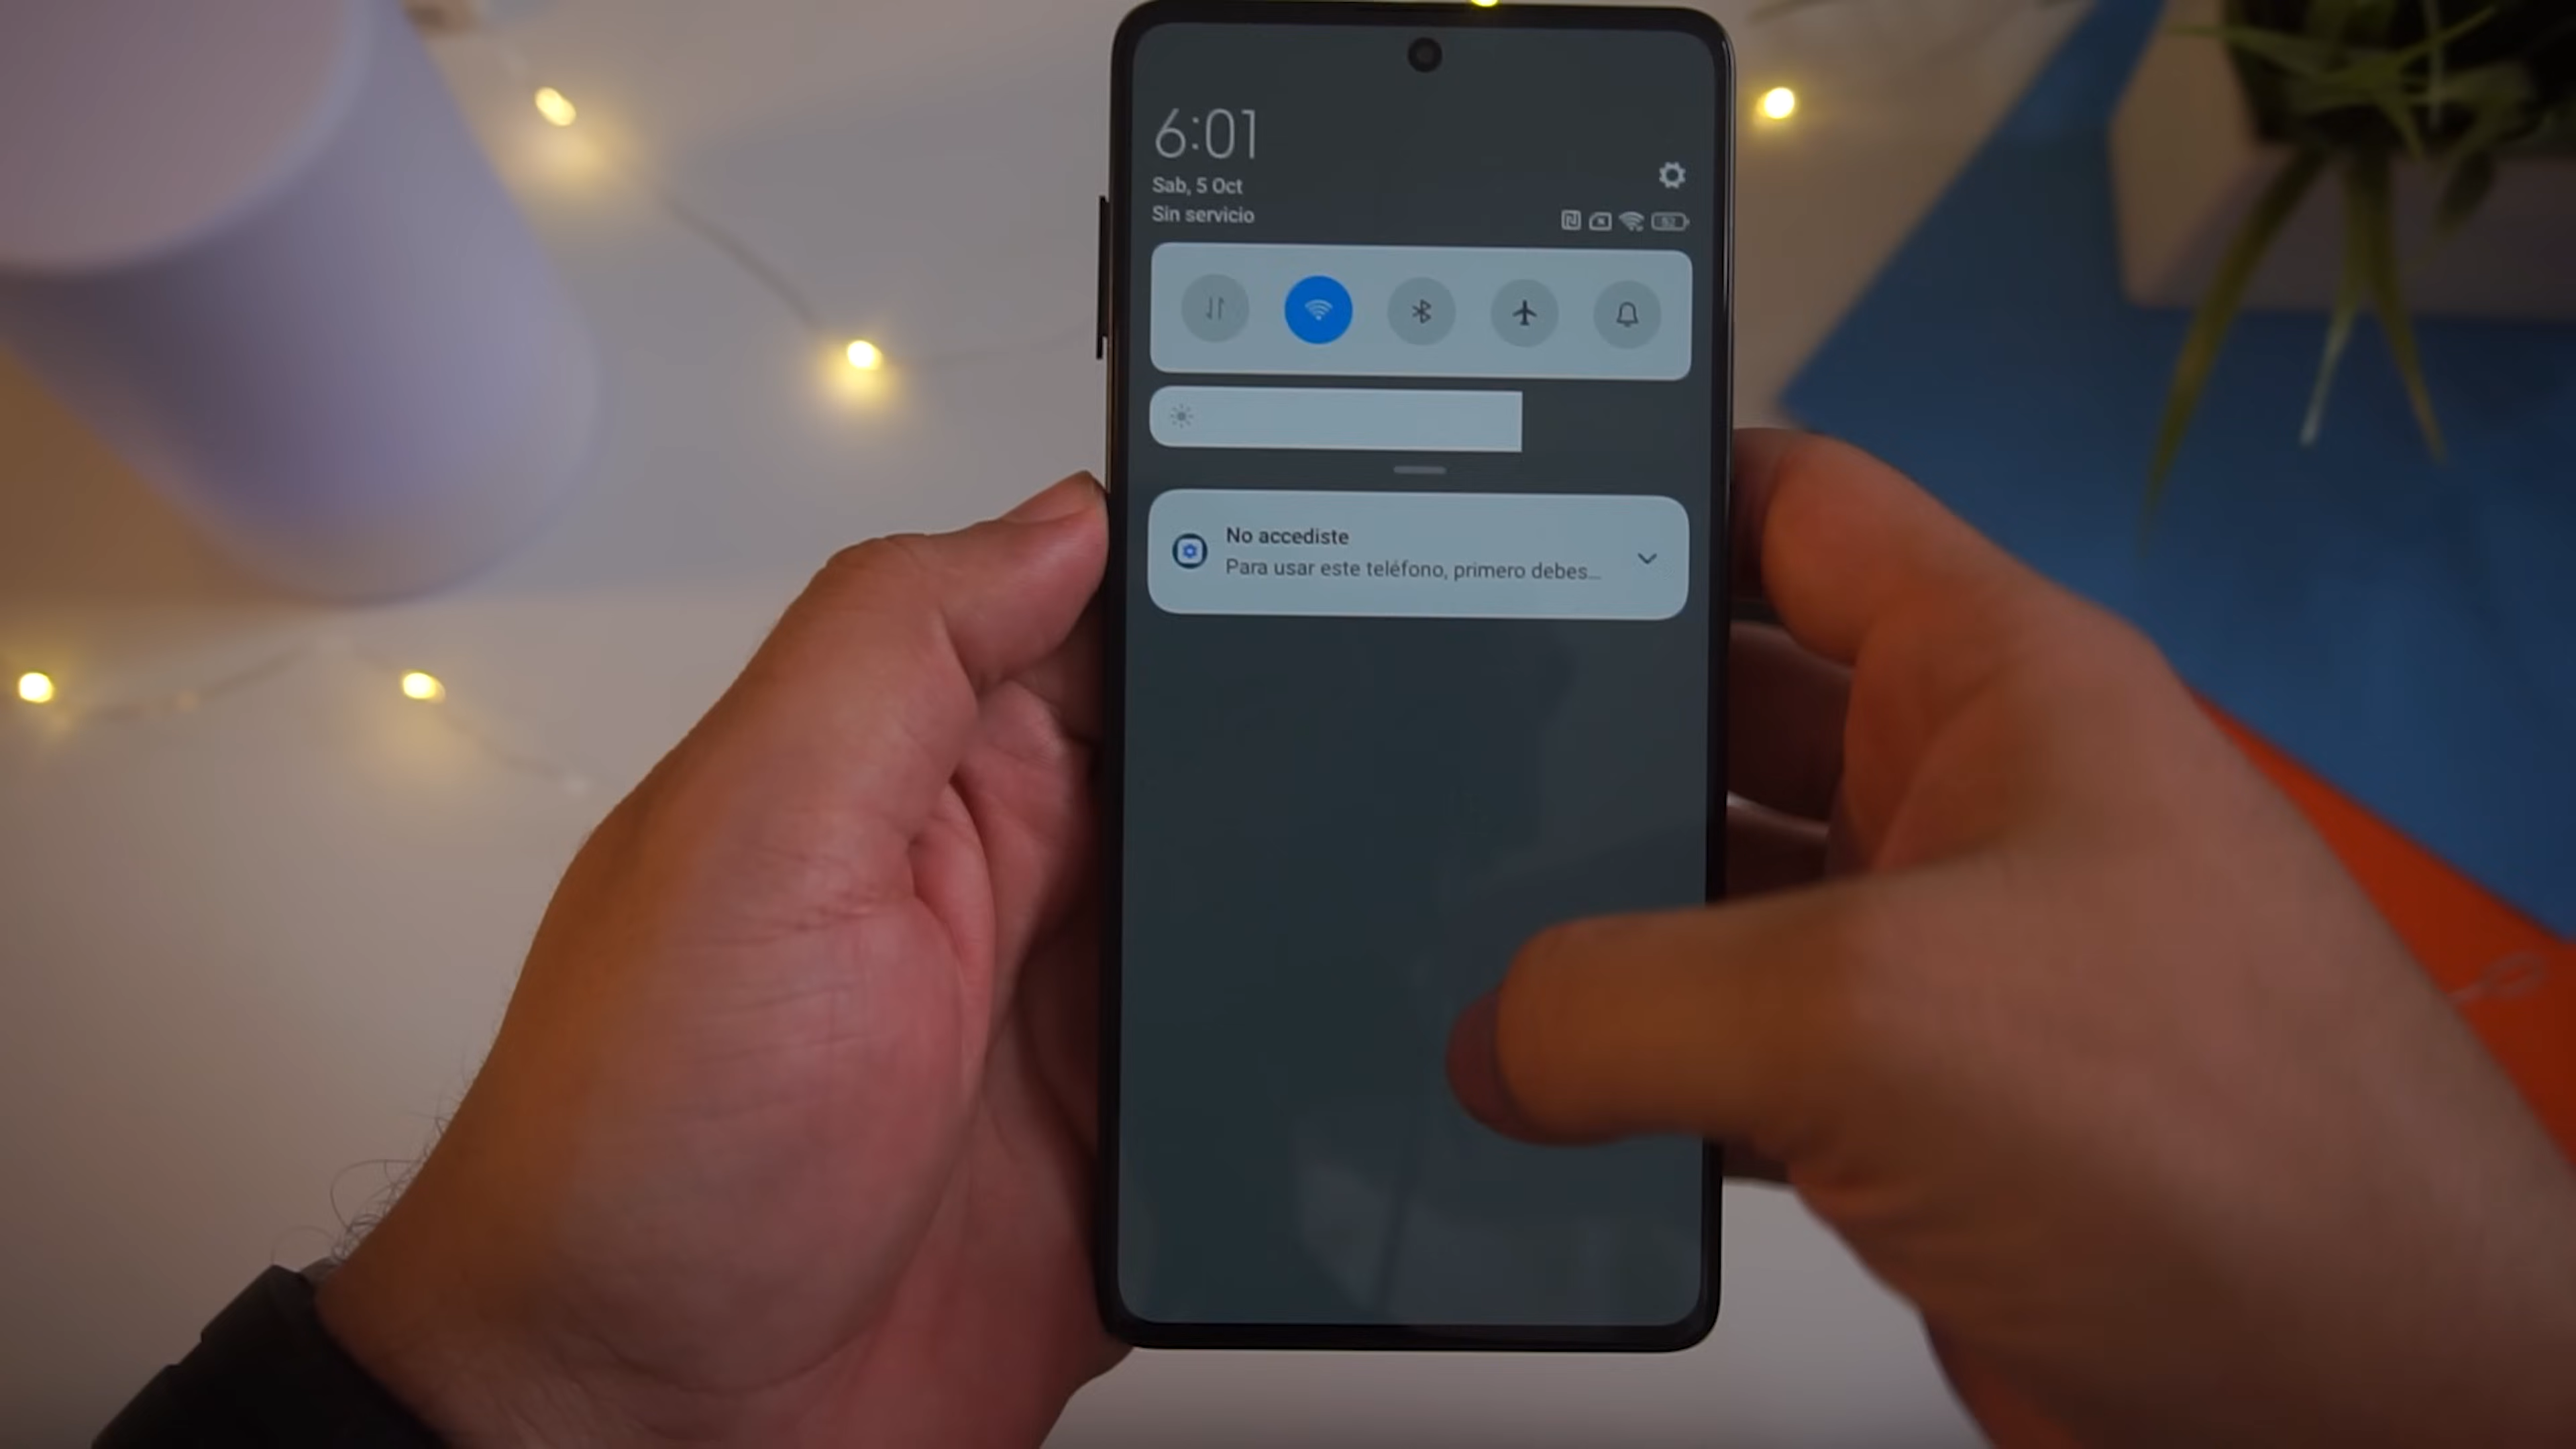 6:01
Sab, 5 Oct
Sin servicio
No accediste
Para usar este teléfono, primero debes...